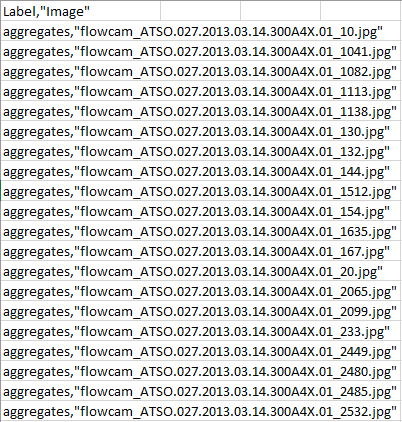 Label,"Image"
aggregates,"flowcam_ATSO.027.2013.03.14.300A4X.01_10.jpg"
aggregates,"flowcam_ATSO.027.2013.03.14.300A4X.01_1041.jpg"
aggregates,"flowcam_ATSO.027.2013.03.14.300A4X.01_1082.jpg"
aggregates,"flowcam_ATSO.027.2013.03.14.300A4X.01_1113.jpg"
aggregates,"flowcam_ATSO.027.2013.03.14.300A4X.01_1138.jpg"
aggregates,"flowcam_ATSO.027.2013.03.14.300A4X.01_130.jpg"
aggregates,"flowcam_ATSO.027.2013.03.14.300A4X.01_132.jpg"
aggregates,"flowcam_ATSO.027.2013.03.14.300A4X.01_144.jpg"
aggregates,"flowcam_ATSO.027.2013.03.14.300A4X.01_1512.jpg"
aggregates,"flowcam_ATSO.027.2013.03.14.300A4X.01_154.jpg"
aggregates,"flowcam_ATSO.027.2013.03.14.300A4X.01_1635.jpg"
aggregates,"flowcam_ATSO.027.2013.03.14.300A4X.01_167.jpg"
aggregates,"flowcam_ATSO.027.2013.03.14.300A4X.01_20.jpg"
aggregates,"flowcam_ATSO.027.2013.03.14.300A4X.01_2065.jpg"
aggregates,"flowcam_ATSO.027.2013.03.14.300A4X.01_2099.jpg"
aggregates,"flowcam_ATSO.027.2013.03.14.300A4X.01_233.jpg"
aggregates,"flowcam_ATSO.027.2013.03.14.300A4X.01_2449.jpg"
aggregates,"flowcam_ATSO.027.2013.03.14.300A4X.01_2480.jpg"
aggregates,"flowcam_ATSO.027.2013.03.14.300A4X.01_2485.jpg"
aggregates,"flowcam_ATSO.027.2013.03.14.300A4X.01_2532.jpg"